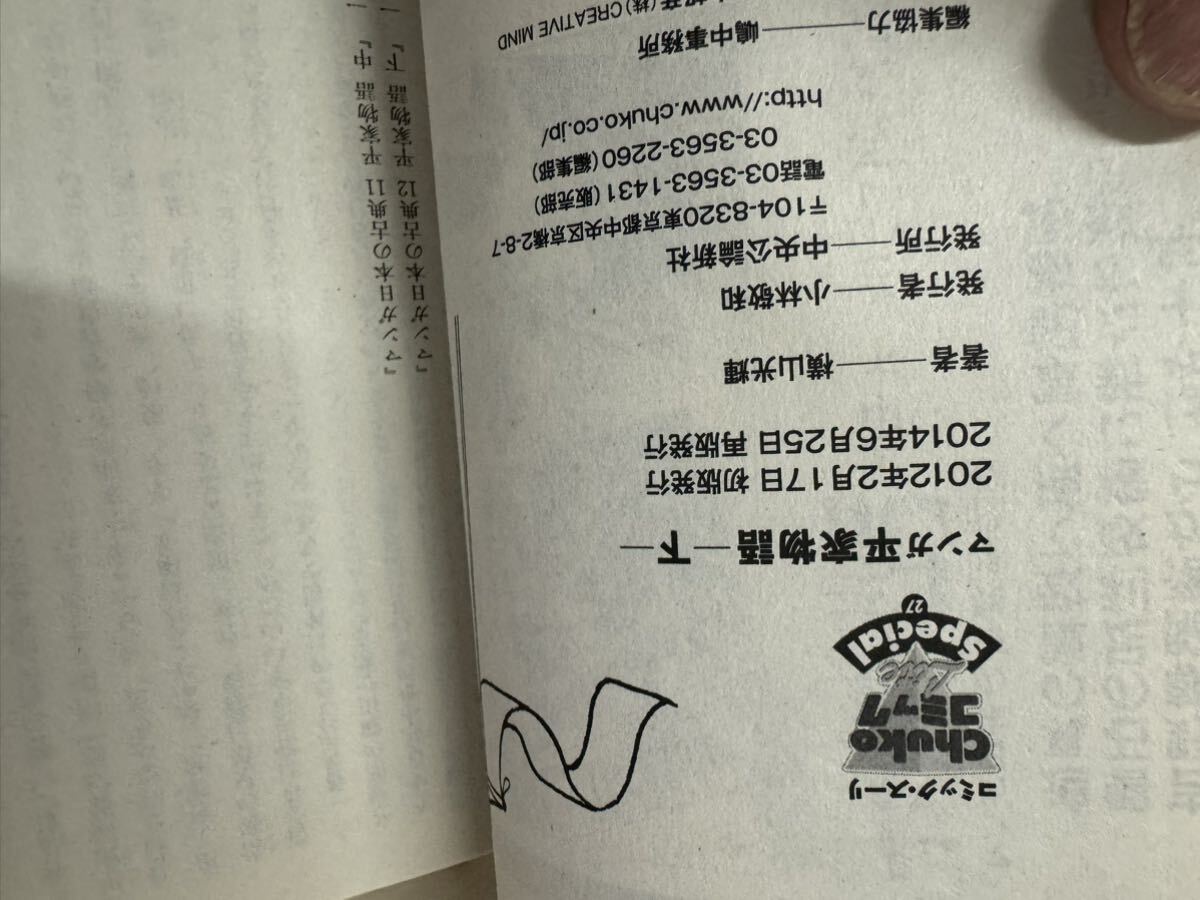 コミック・スーリ
Chuko
コミック
Lite
Special
27
マンガ平家物語―下―
2012年2月17日 初版発行
2014年6月25日 再版発行
著者――横山光輝
発行者――小林敬和
発行所――中央公論新社
〒104-8320東京都中央区京橋2-8-7
電話03-3563-1431(販売部)
03-3563-2260(編集部)
http://www.chuko.co.jp/
編集協力――嶋中事務所
(株)CREATIVE MIND
『マンガ日本の古典 11 平家物語 中』
『マンガ日本の古典 12 平家物語 下』